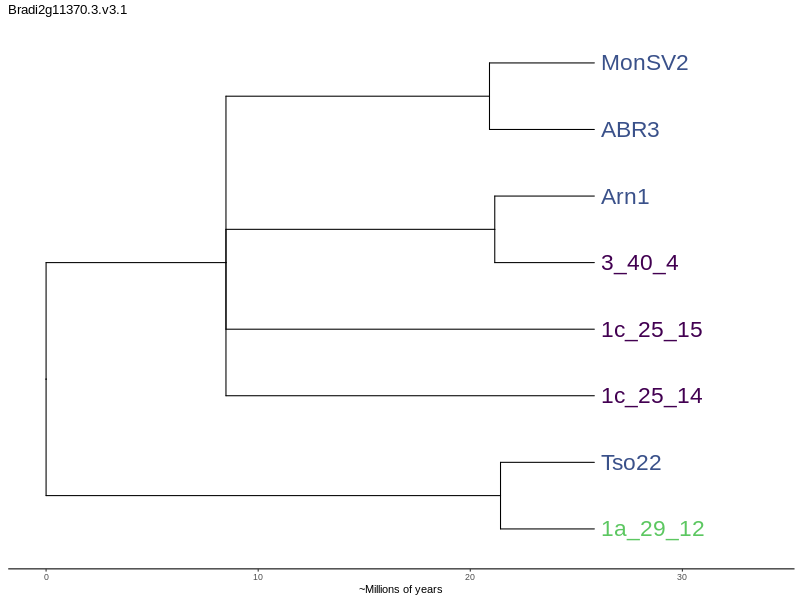 Bradi2g11370.3.v3.1
MonSV2
ABR3
Arn1
3_40_4
1c_25_15
1c_25_14
Tso22
1a_29_12
0 10 20 30
~Millions of years